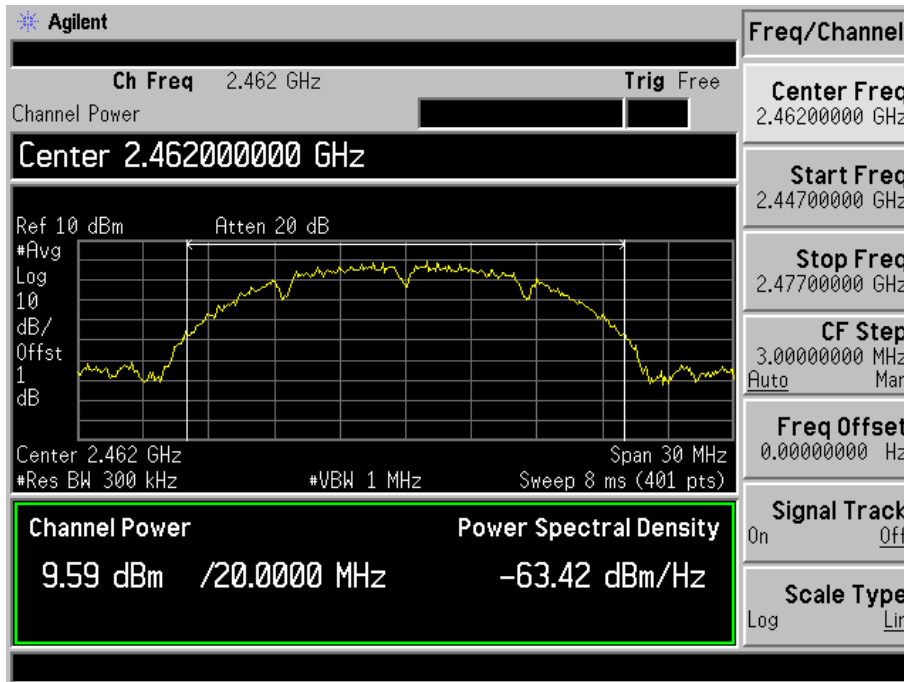 Agilent
Freq/Channel
Ch Freq 2.462 GHz Trig Free
Channel Power
Center 2.462000000 GHz
Center Freq
2.46200000 GHz
Start Freq
2.44700000 GHz
Stop Freq
2.47700000 GHz
CF Step
3.00000000 MHz
Auto Man
Freq Offset
0.00000000 Hz
Signal Track
On Off
Scale Type
Log Lin
Ref 10 dBm Atten 20 dB
#Avg
Log
10
dB/
Offst
1
dB
Center 2.462 GHz Span 30 MHz
#Res BW 300 kHz #VBW 1 MHz Sweep 8 ms (401 pts)
Channel Power Power Spectral Density
9.59 dBm /20.0000 MHz -63.42 dBm/Hz